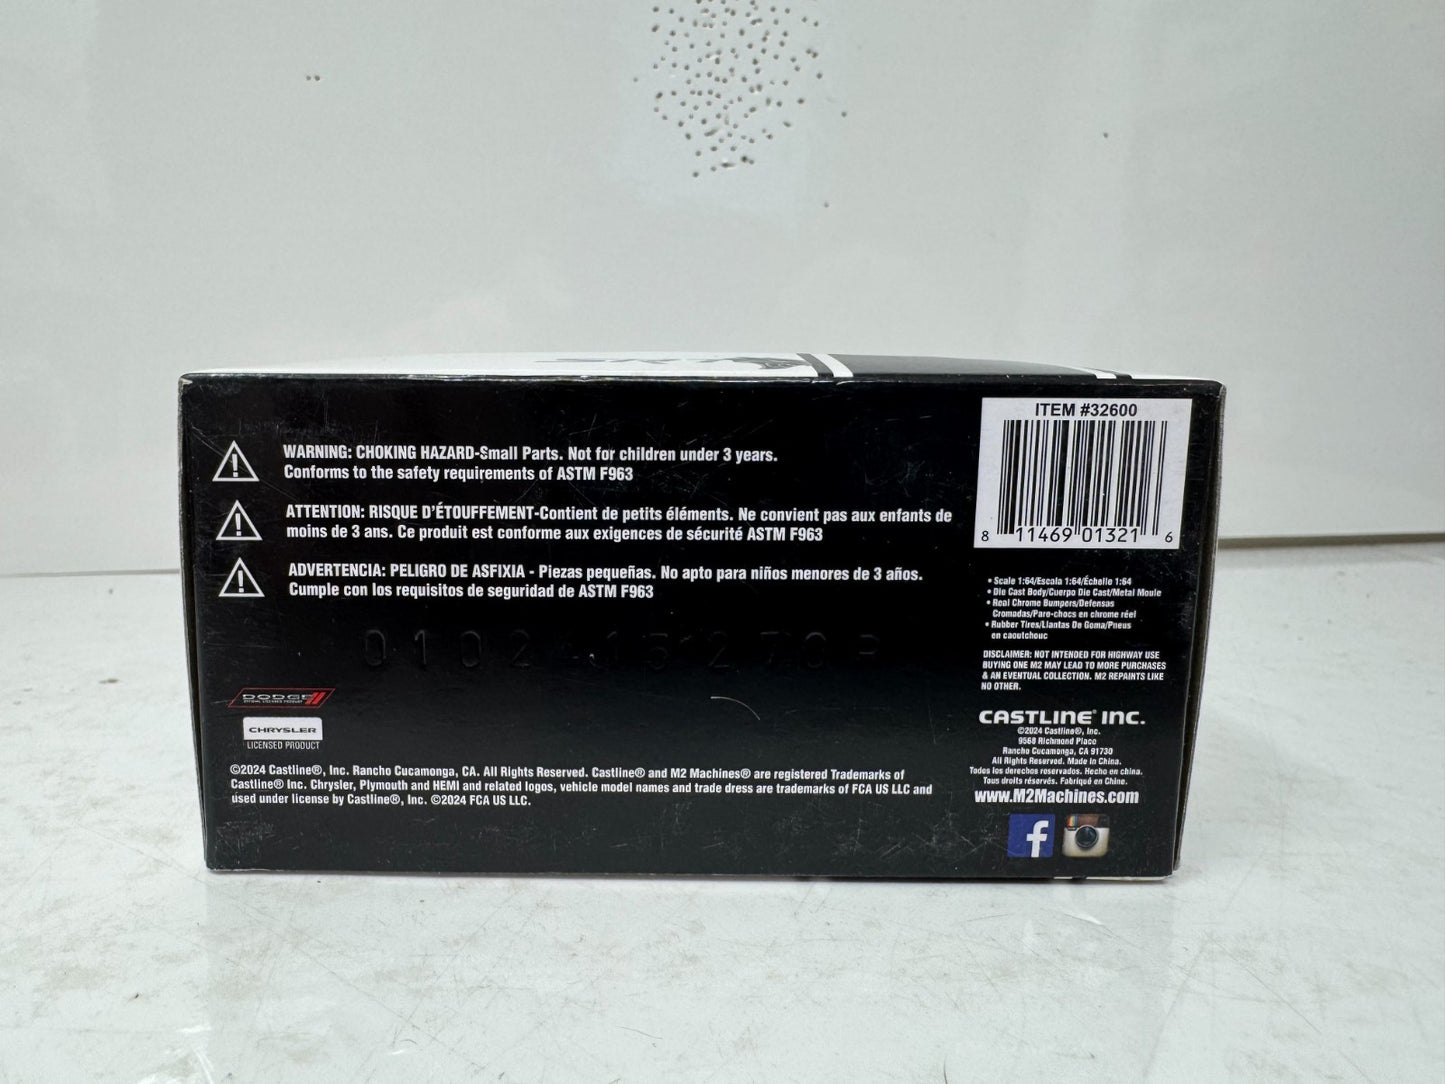 WARNING: CHOKING HAZARD-Small Parts. Not for children under 3 years.
Conforms to the safety requirements of ASTM F963
ATTENTION: RISQUE D'ÉTOUFFEMENT-Contient de petits éléments. Ne convient pas aux enfants de
moins de 3 ans. Ce produit est conforme aux exigences de sécurité ASTM F963
ADVERTENCIA: PELIGRO DE ASFIXIA - Piezas pequeñas. No apto para niños menores de 3 años.
Cumple con los requisitos de seguridad de ASTM F963
DODGE
CHRYSLER
LICENSED PRODUCT
©2024 Castline®, Inc. Rancho Cucamonga, CA. All Rights Reserved. Castline® and M2 Machines® are registered Trademarks of
Castline® Inc. Chrysler, Plymouth and HEMI and related logos, vehicle model names and trade dress are trademarks of FCA US LLC and
used under license by Castline®, Inc. ©2024 FCA US LLC.
ITEM #32600
8 11469 01321 6
• Scale 1:64/Escala 1:64/Échelle 1:64
• Die Cast Body/Cuerpo Die Cast/Metal Moule
• Real Chrome Bumpers/Defensas
Cromadas/Pare-chocs en chrome réel
• Rubber Tires/Llantas De Goma/Pneus
en caoutchouc
DISCLAIMER: NOT INTENDED FOR HIGHWAY USE
BUYING ONE M2 MAY LEAD TO MORE PURCHASES
& AN EVENTUAL COLLECTION. M2 REPAINTS LIKE
NO OTHER.
CASTLINE® INC.
©2024 Castline®, Inc.
9568 Richmond Place
Rancho Cucamonga, CA 91730
All Rights Reserved. Made in China.
Todos los derechos reservados. Hecho en china.
Tous droits réservés. Fabriqué en Chine.
www.M2Machines.com